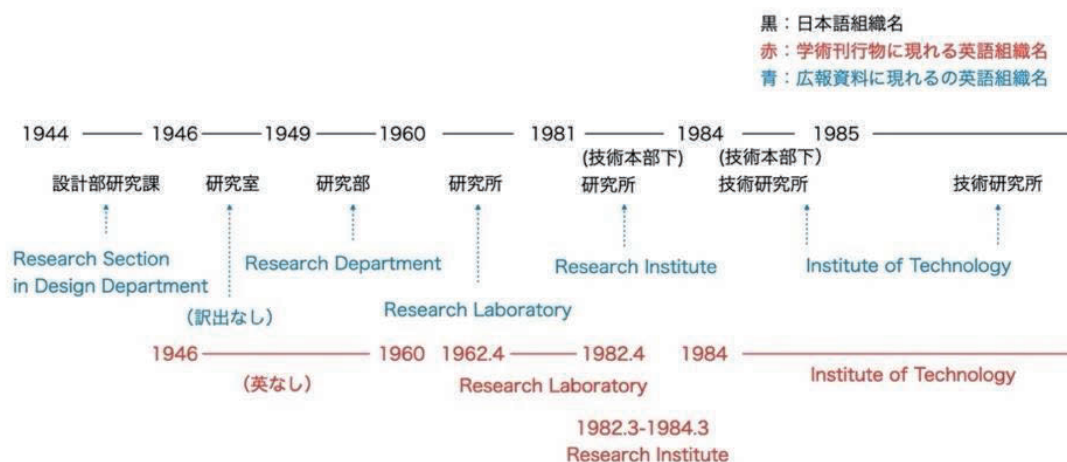 黒：日本語組織名
赤：学術刊行物に現れる英語組織名
青：広報資料に現れるの英語組織名
1944 1946 1949 1960 1981 1984 1985
(技術本部下) (技術本部下)
設計部研究課 研究室 研究部 研究所 研究所 技術研究所 技術研究所
Research Section
in Design Department
(訳出なし)
Research Department
Research Laboratory
Research Institute
Institute of Technology
1946 1960 1962.4 1982.4 1984
(英なし)
Research Laboratory
Institute of Technology
1982.3-1984.3
Research Institute